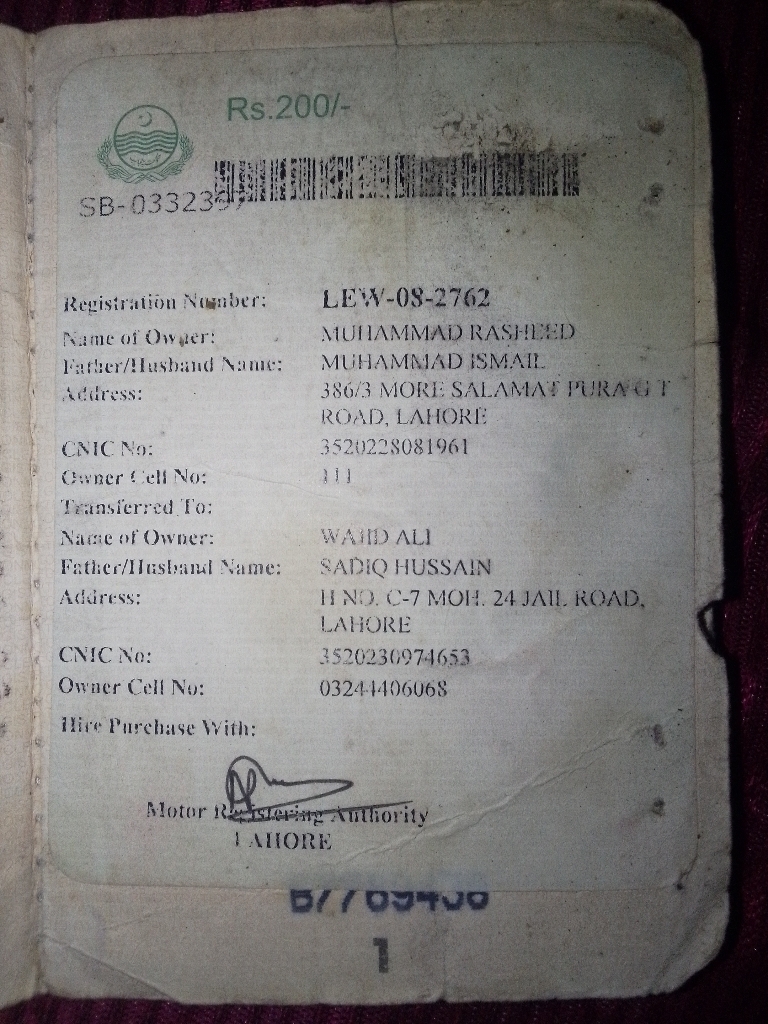 Rs.200/-
SB-033239
Registration Number: LEW-08-2762
Name of Owner: MUHAMMAD RASHEED
Father/Husband Name: MUHAMMAD ISMAIL
Address: 386/3 MORE SALAMAT PURA G T
ROAD, LAHORE
CNIC No: 3520228081961
Owner Cell No: 111
Transferred To:
Name of Owner: WAJID ALI
Father/Husband Name: SADIQ HUSSAIN
Address: H NO. C-7 MOH. 24 JAIL ROAD,
LAHORE
CNIC No: 3520230974653
Owner Cell No: 03244406068
Hire Purchase With:
Motor Registering Authority
LAHORE
B7769436
1